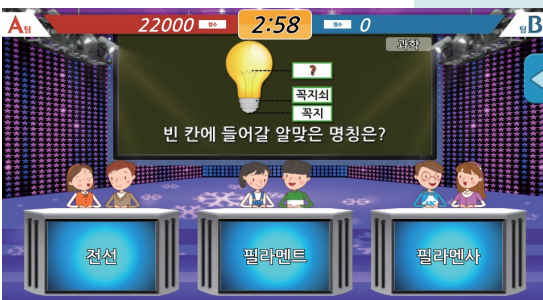 A팀 22000 점수 2:58 점수 0 팀B
과학
?
꼭지쇠
꼭지
빈 칸에 들어갈 알맞은 명칭은?
전선 필라멘트 필라멘사